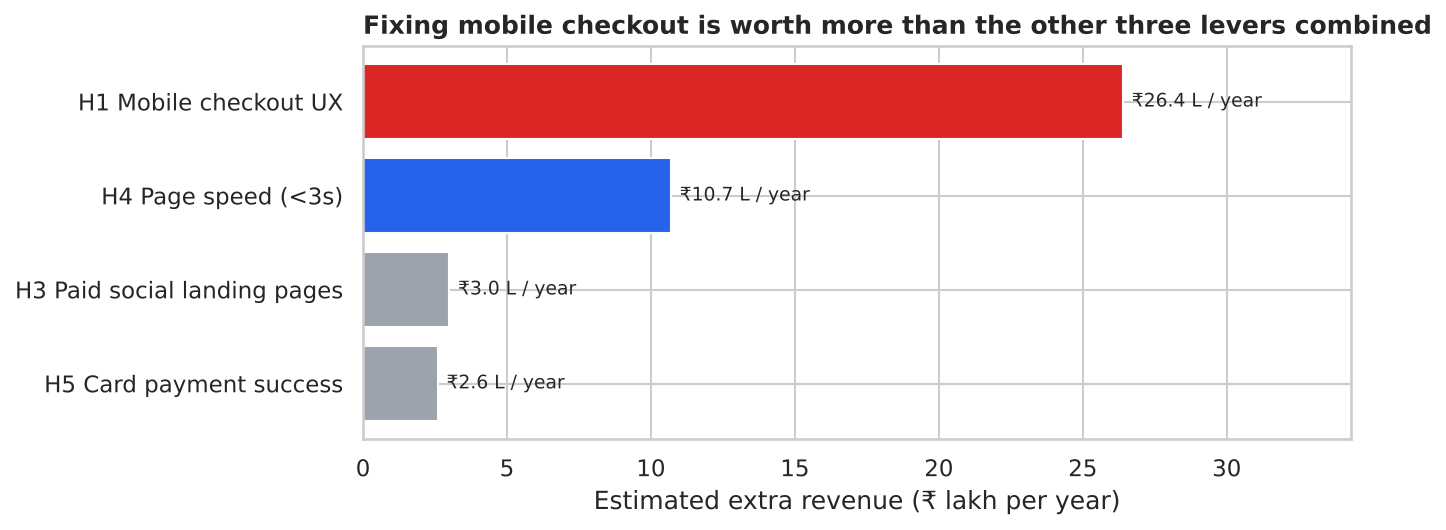 Fixing mobile checkout is worth more than the other three levers combined
H1 Mobile checkout UX
₹26.4 L / year
H4 Page speed (<3s)
₹10.7 L / year
H3 Paid social landing pages
₹3.0 L / year
H5 Card payment success
₹2.6 L / year
0 5 10 15 20 25 30
Estimated extra revenue (₹ lakh per year)